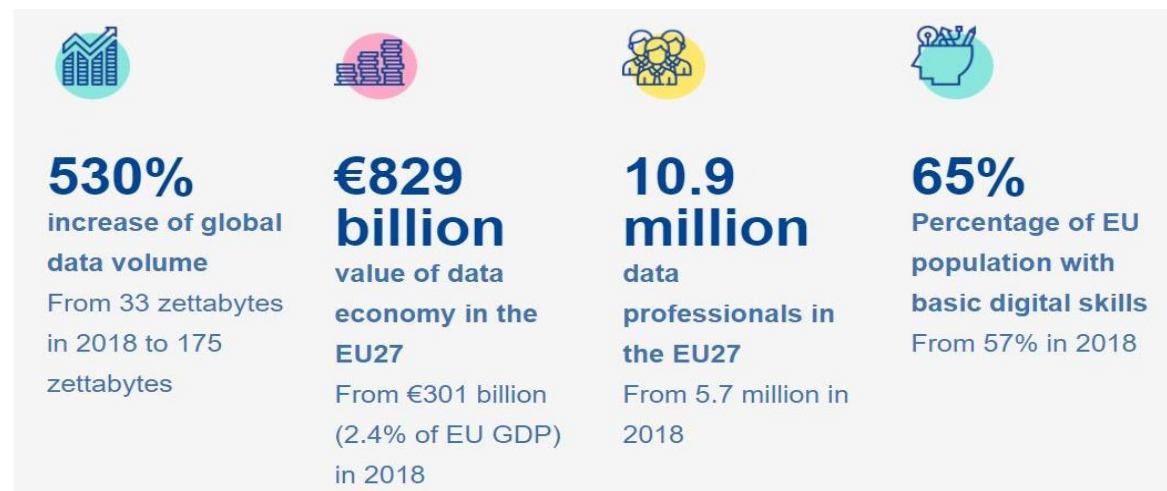 530%
increase of global
data volume
From 33 zettabytes
in 2018 to 175
zettabytes
€829
billion
value of data
economy in the
EU27
From €301 billion
(2.4% of EU GDP)
in 2018
10.9
million
data
professionals in
the EU27
From 5.7 million in
2018
65%
Percentage of EU
population with
basic digital skills
From 57% in 2018